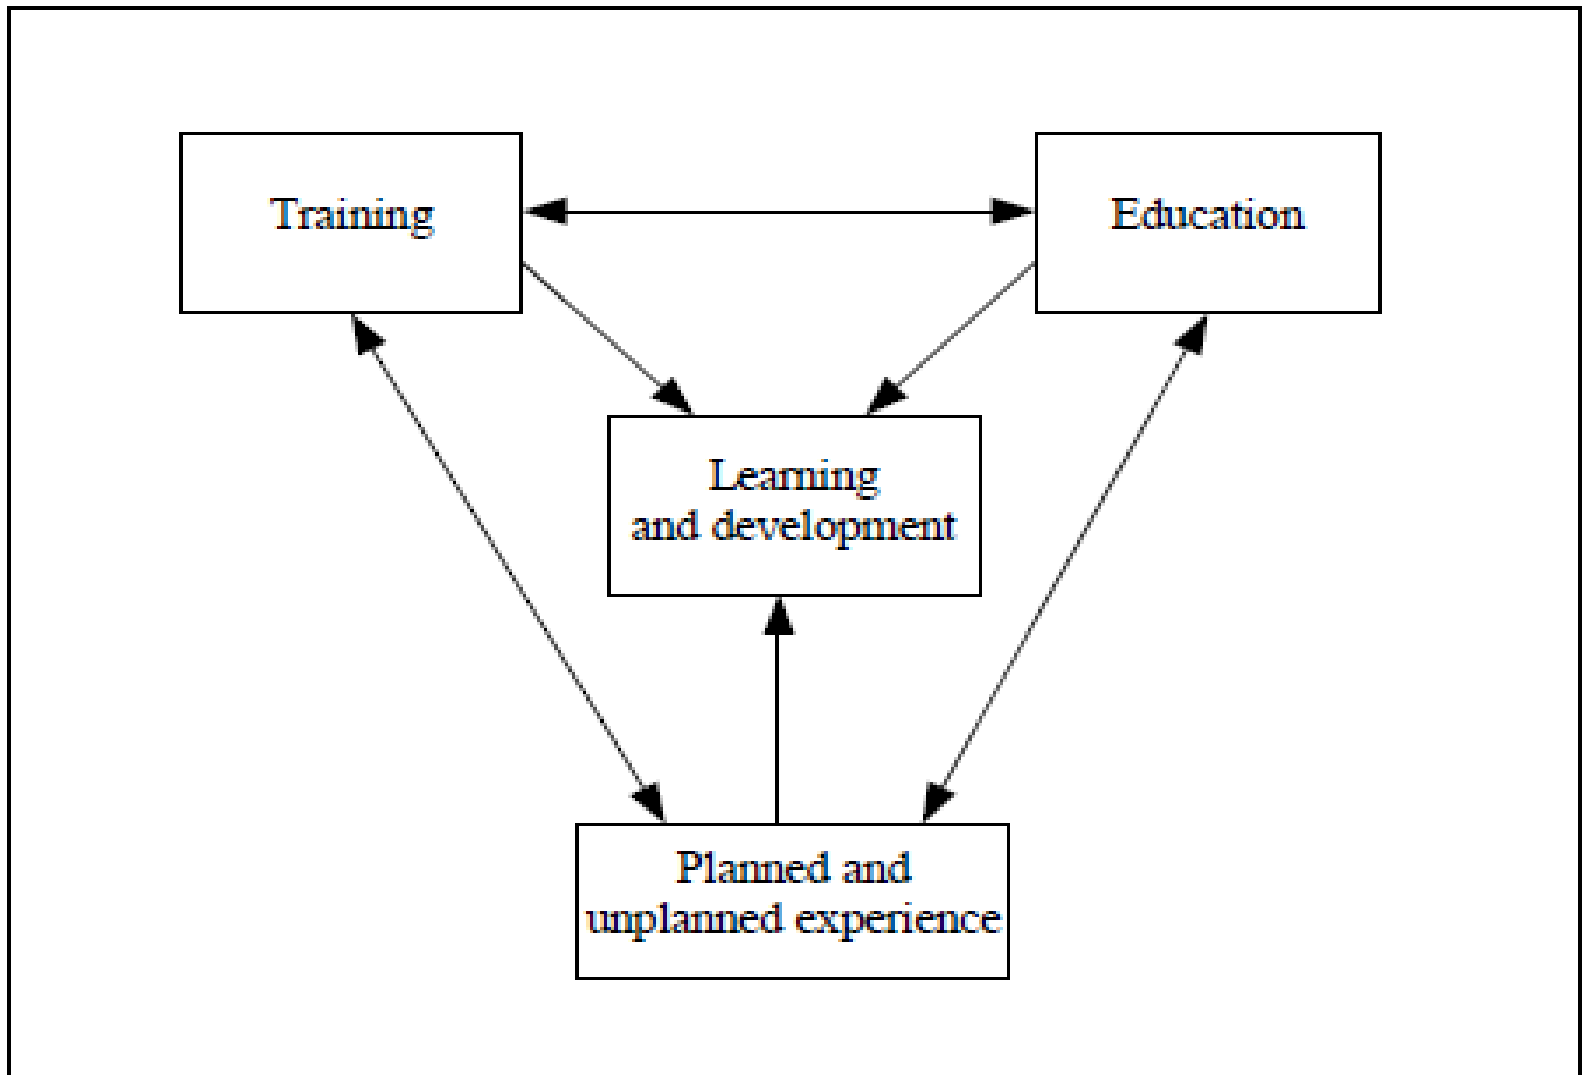 Training
Education
Learning
and development
Planned and
unplanned experience